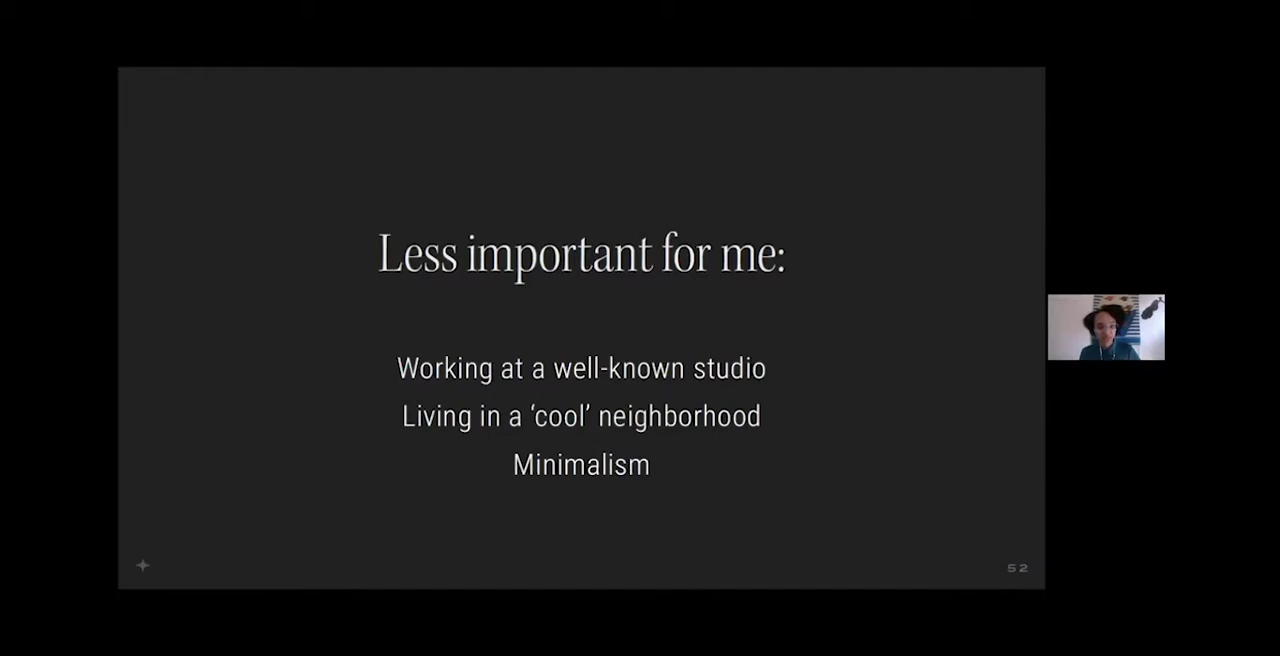 Less important for me:
Working at a well-known studio
Living in a ‘cool’ neighborhood
Minimalism
52